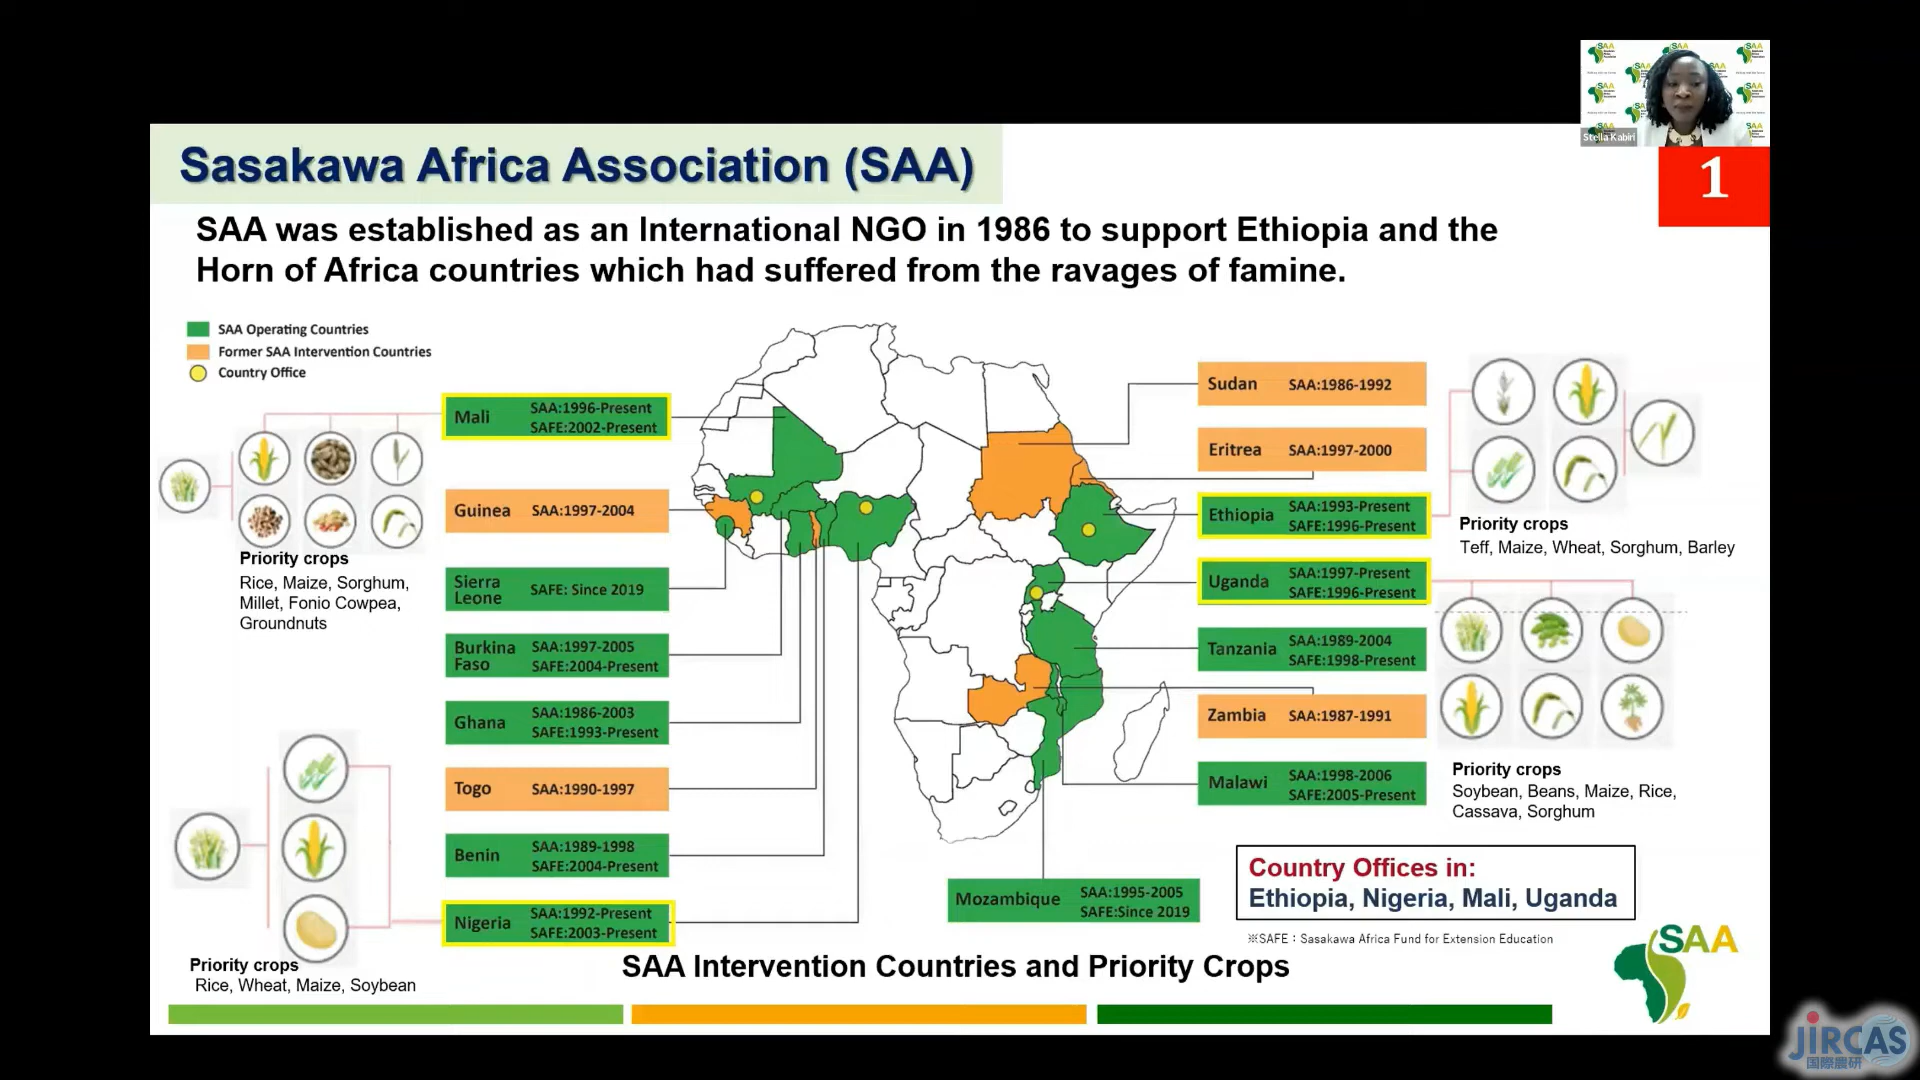 Stella Kabiri
Sasakawa Africa Association (SAA)
1
SAA was established as an International NGO in 1986 to support Ethiopia and the
Horn of Africa countries which had suffered from the ravages of famine.
SAA Operating Countries
Former SAA Intervention Countries
Country Office
Mali SAA:1996-Present
SAFE:2002-Present
Priority crops
Rice, Maize, Sorghum,
Millet, Fonio Cowpea,
Groundnuts
Guinea SAA:1997-2004
Sierra
Leone SAFE: Since 2019
Burkina
Faso SAA:1997-2005
SAFE:2004-Present
Ghana SAA:1986-2003
SAFE:1993-Present
Togo SAA:1990-1997
Benin SAA:1989-1998
SAFE:2004-Present
Nigeria SAA:1992-Present
SAFE:2003-Present
Priority crops
Rice, Wheat, Maize, Soybean
Sudan SAA:1986-1992
Eritrea SAA:1997-2000
Ethiopia SAA:1993-Present
SAFE:1996-Present
Priority crops
Teff, Maize, Wheat, Sorghum, Barley
Uganda SAA:1997-Present
SAFE:1996-Present
Tanzania SAA:1989-2004
SAFE:1998-Present
Zambia SAA:1987-1991
Malawi SAA:1998-2006
SAFE:2005-Present
Priority crops
Soybean, Beans, Maize, Rice,
Cassava, Sorghum
Mozambique SAA:1995-2005
SAFE:Since 2019
Country Offices in:
Ethiopia, Nigeria, Mali, Uganda
※SAFE：Sasakawa Africa Fund for Extension Education
SAA Intervention Countries and Priority Crops
SAA
JIRCAS
国際農研